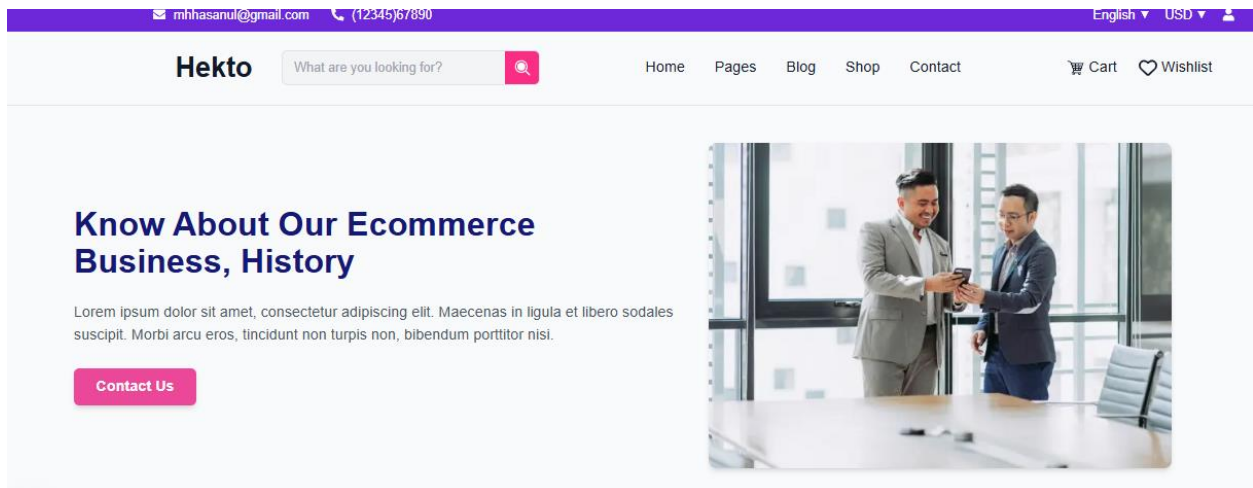 mhhasanul@gmail.com (12345)67890 English ▾ USD ▾
Hekto What are you looking for? Home Pages Blog Shop Contact Cart Wishlist
Know About Our Ecommerce
Business, History
Lorem ipsum dolor sit amet, consectetur adipiscing elit. Maecenas in ligula et libero sodales
suscipit. Morbi arcu eros, tincidunt non turpis non, bibendum porttitor nisi.
Contact Us